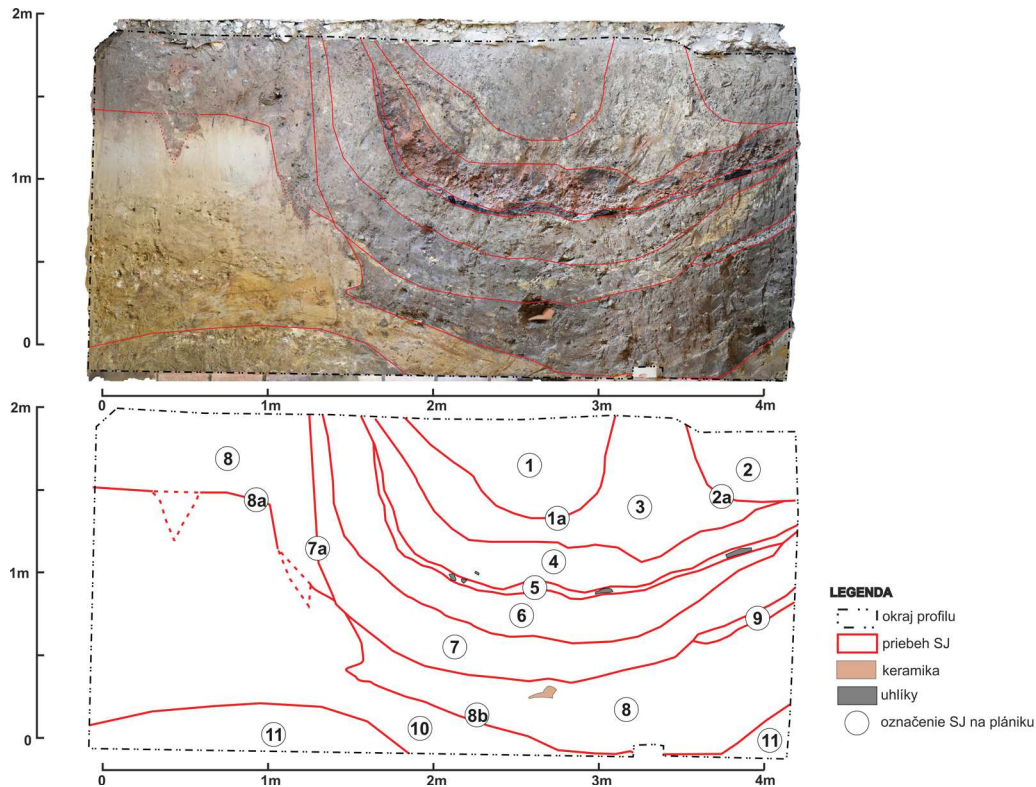 2m
1m
0
0 1m 2m 3m 4m
2m
1m
0
8
1
2
8a
1a
2a
3
7a
4
5
6
9
7
8
8b
10
11
11
0 1m 2m 3m 4m
LEGENDA
okraj profilu
priebeh SJ
keramika
uhlíky
označenie SJ na plániku